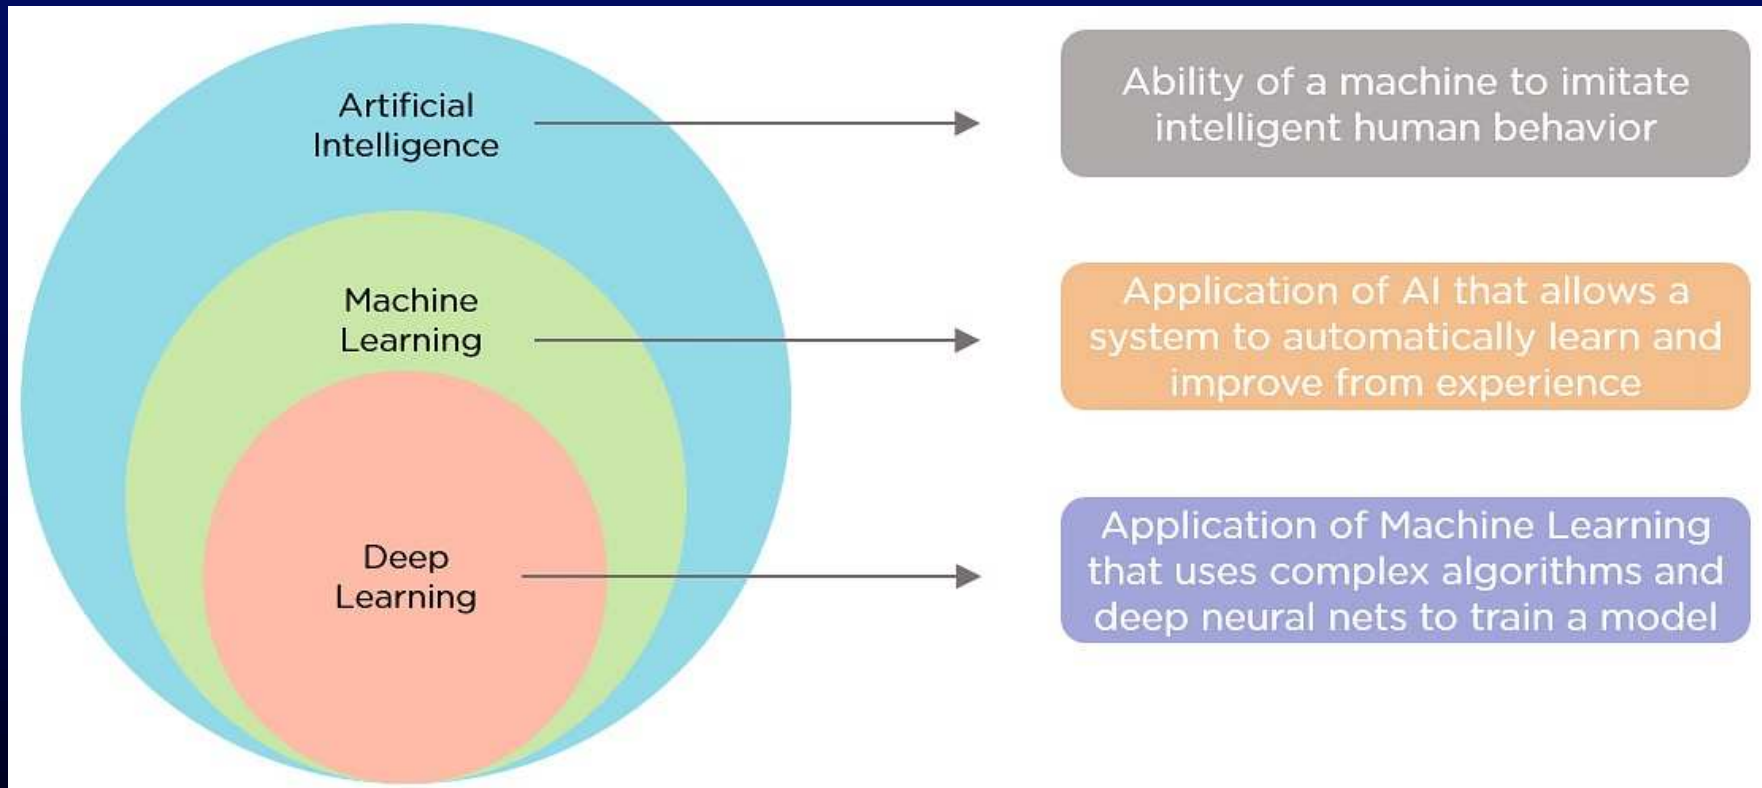 Artificial
Intelligence
Ability of a machine to imitate
intelligent human behavior
Machine
Learning
Application of AI that allows a
system to automatically learn and
improve from experience
Deep
Learning
Application of Machine Learning
that uses complex algorithms and
deep neural nets to train a model